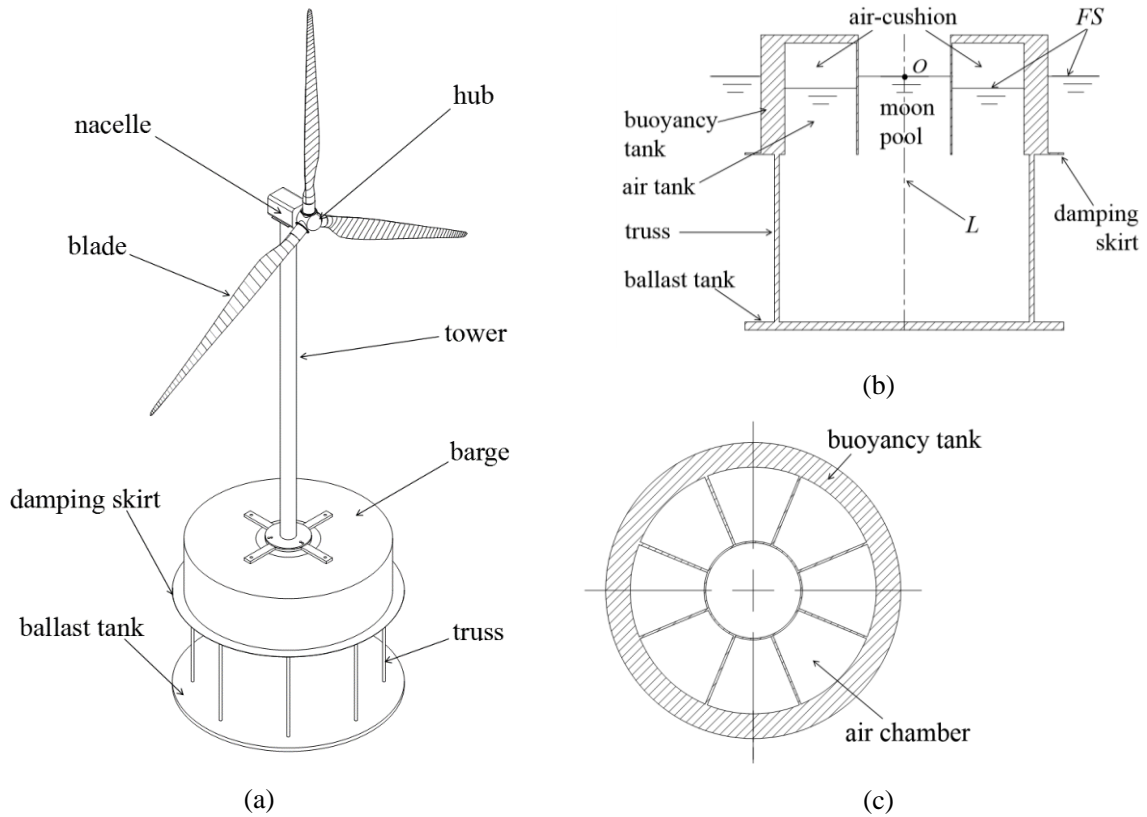 hub
nacelle
blade
tower
barge
damping skirt
ballast tank
truss
(a)
air-cushion
FS
O
moon
pool
buoyancy
tank
air tank
truss
ballast tank
L
damping
skirt
(b)
buoyancy tank
air chamber
(c)